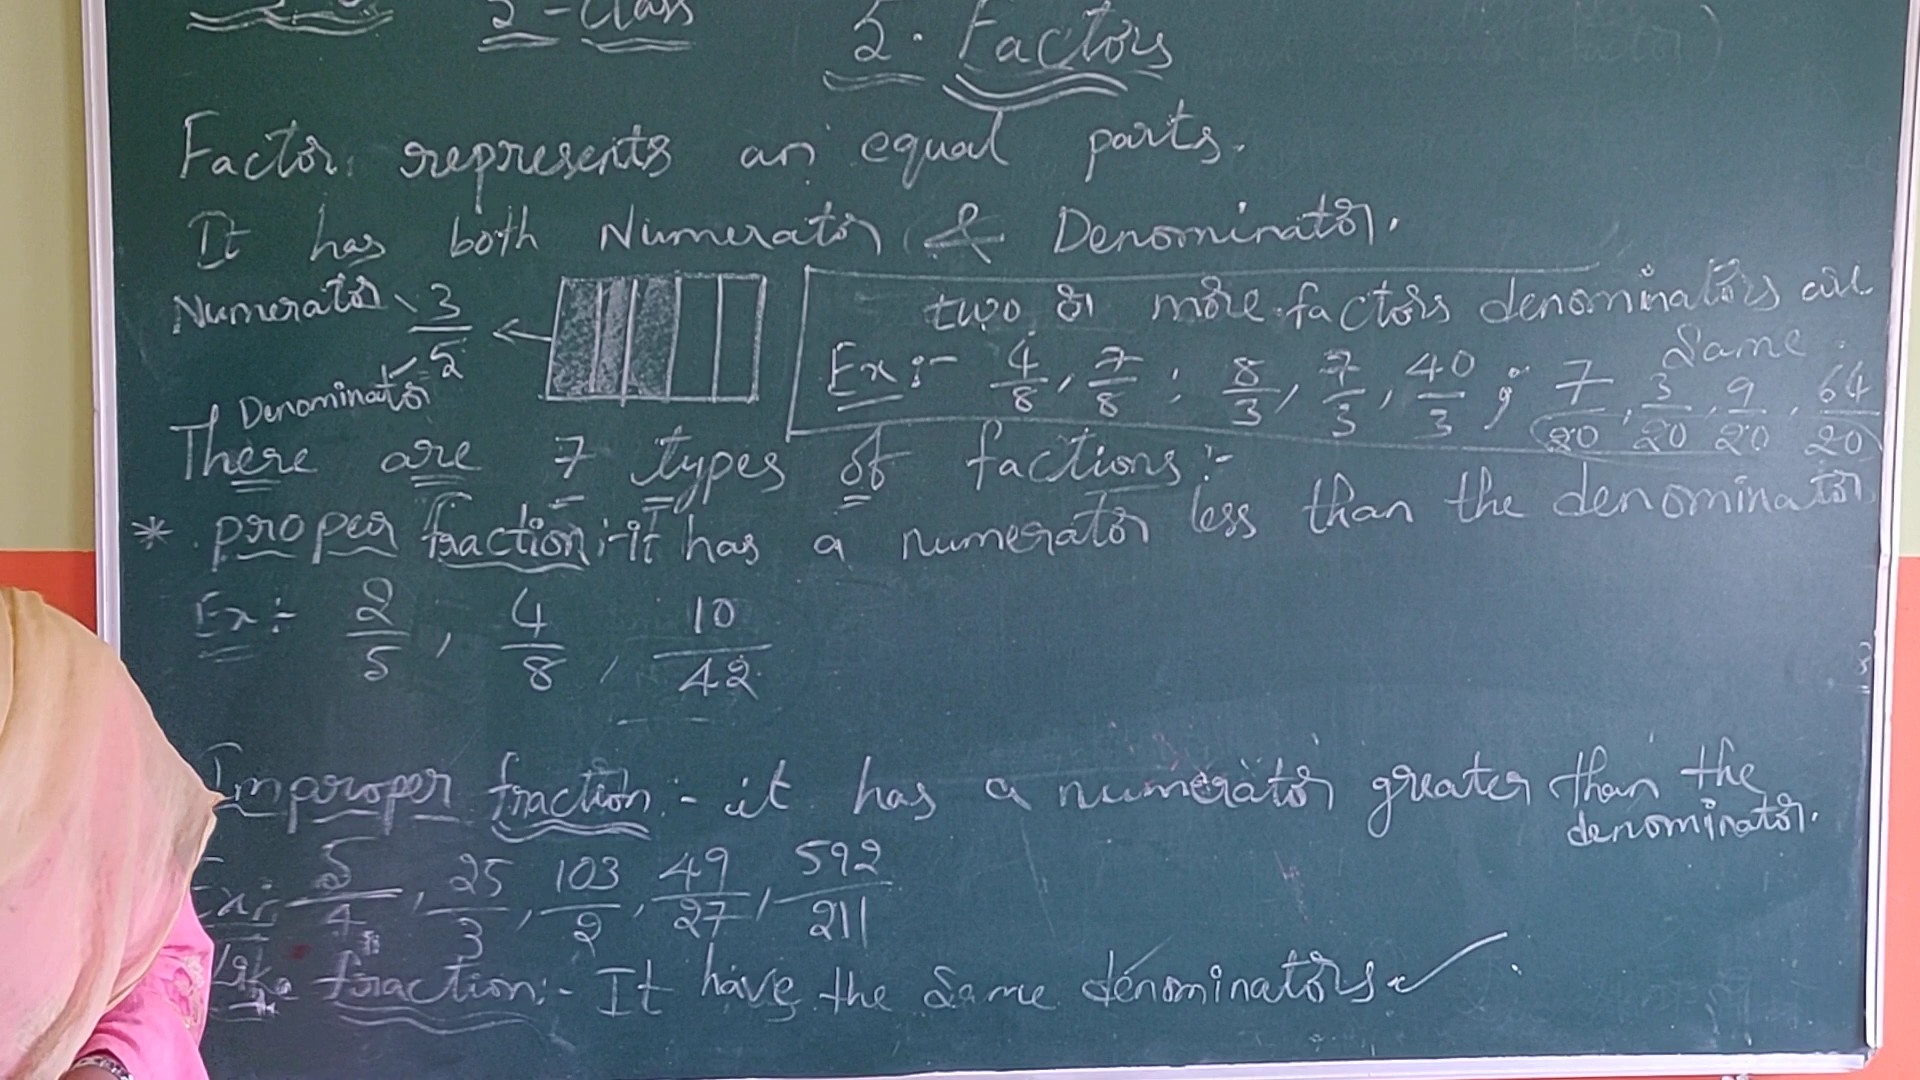 2 - Class
5. Factors
Factor represents an equal parts.
It has both Numerator & Denominator.
Numerator 3/5
Denominator
two or more factors denominators are same.
Ex:- 4/8, 7/8 ; 8/3, 7/3, 40/3 ; 7/20, 3/20, 9/20, 64/20
There are 7 types of factions :-
* proper fraction :- it has a numerator less than the denominator
Ex :- 2/5, 4/8, 10/42
Improper fraction :- it has a numerator greater than the denominator.
Ex: 5/4, 25/3, 103/2, 49/27, 592/211
like fraction :- It have the same denominators.